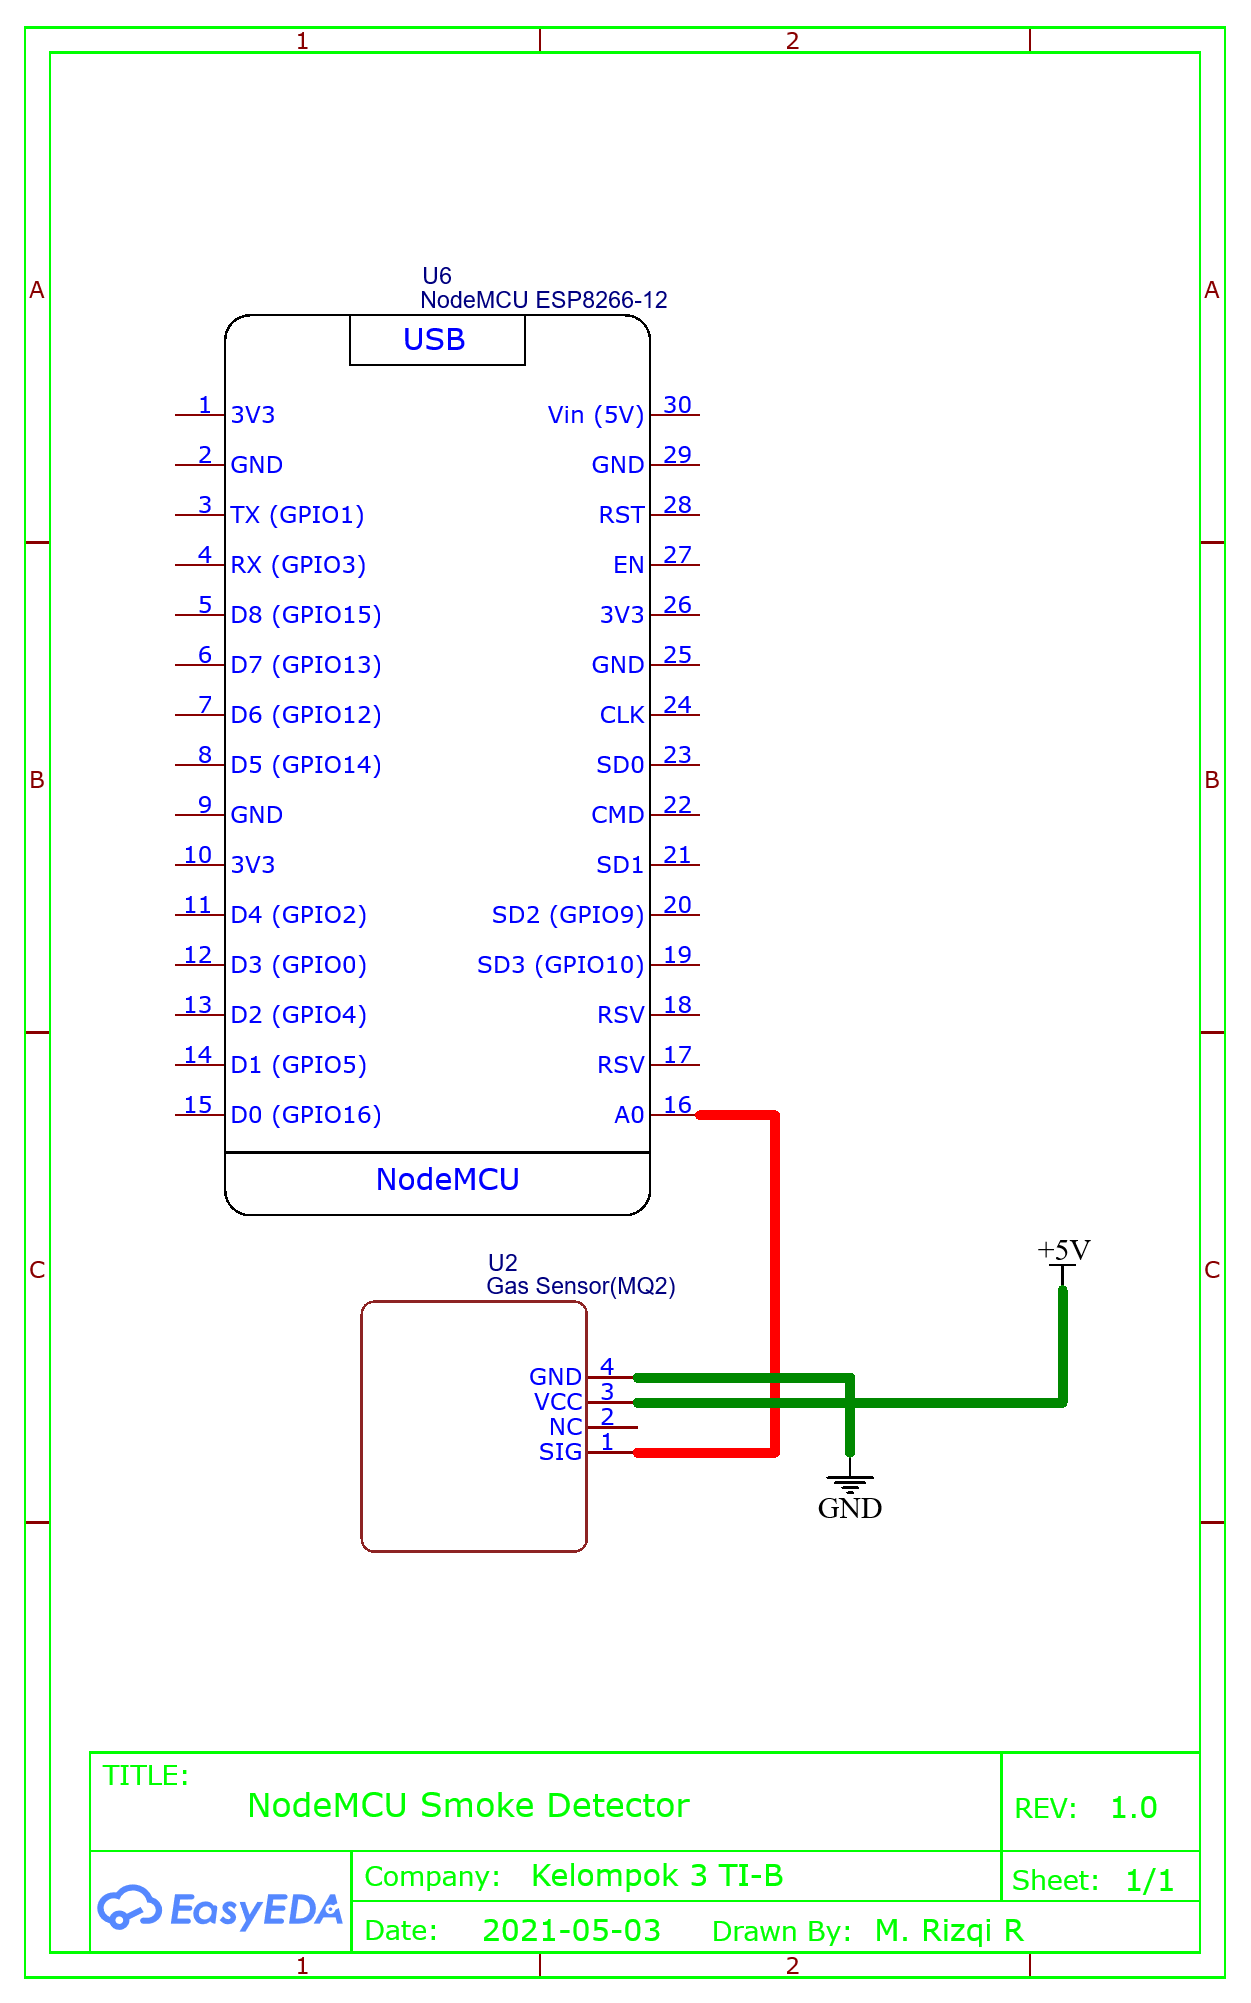 1 2
A A
U6
NodeMCU ESP8266-12
USB
1 3V3 Vin (5V) 30
2 GND GND 29
3 TX (GPIO1) RST 28
4 RX (GPIO3) EN 27
5 D8 (GPIO15) 3V3 26
6 D7 (GPIO13) GND 25
7 D6 (GPIO12) CLK 24
8 D5 (GPIO14) SD0 23
B B
9 GND CMD 22
10 3V3 SD1 21
11 D4 (GPIO2) SD2 (GPIO9) 20
12 D3 (GPIO0) SD3 (GPIO10) 19
13 D2 (GPIO4) RSV 18
14 D1 (GPIO5) RSV 17
15 D0 (GPIO16) A0 16
NodeMCU
C C
+5V
U2
Gas Sensor(MQ2)
GND 4
VCC 3
NC 2
SIG 1
GND
TITLE:
NodeMCU Smoke Detector
REV: 1.0
EasyEDA
Company: Kelompok 3 TI-B
Sheet: 1/1
Date: 2021-05-03 Drawn By: M. Rizqi R
1 2